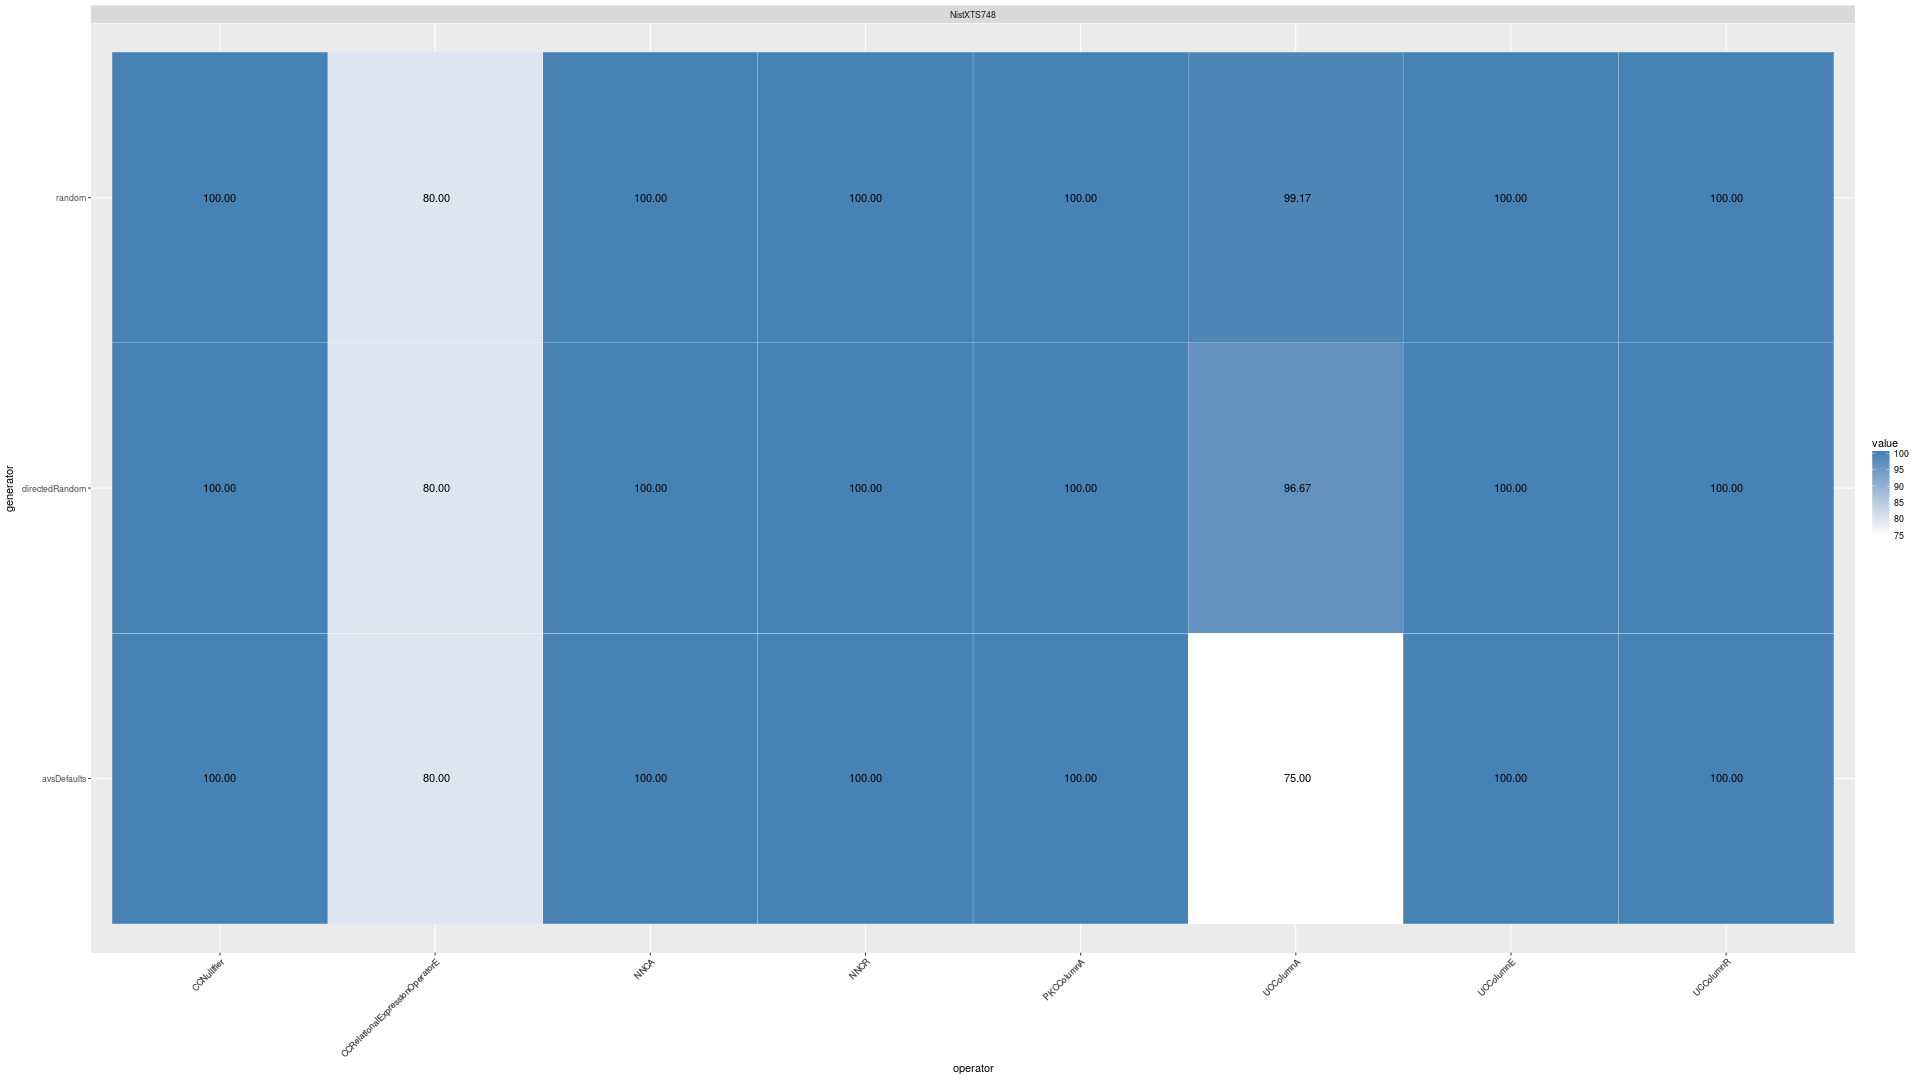 NistXTS748
random
100.00 80.00 100.00 100.00 100.00 99.17 100.00 100.00
directedRandom
100.00 80.00 100.00 100.00 100.00 96.67 100.00 100.00
avsDefaults
100.00 80.00 100.00 100.00 100.00 75.00 100.00 100.00
generator
CCNullifier
CCRelationalExpressionOperatorE
NNCA
NNCR
PKCColumnA
UCColumnA
UCColumnE
UCColumnR
operator
value
100
95
90
85
80
75